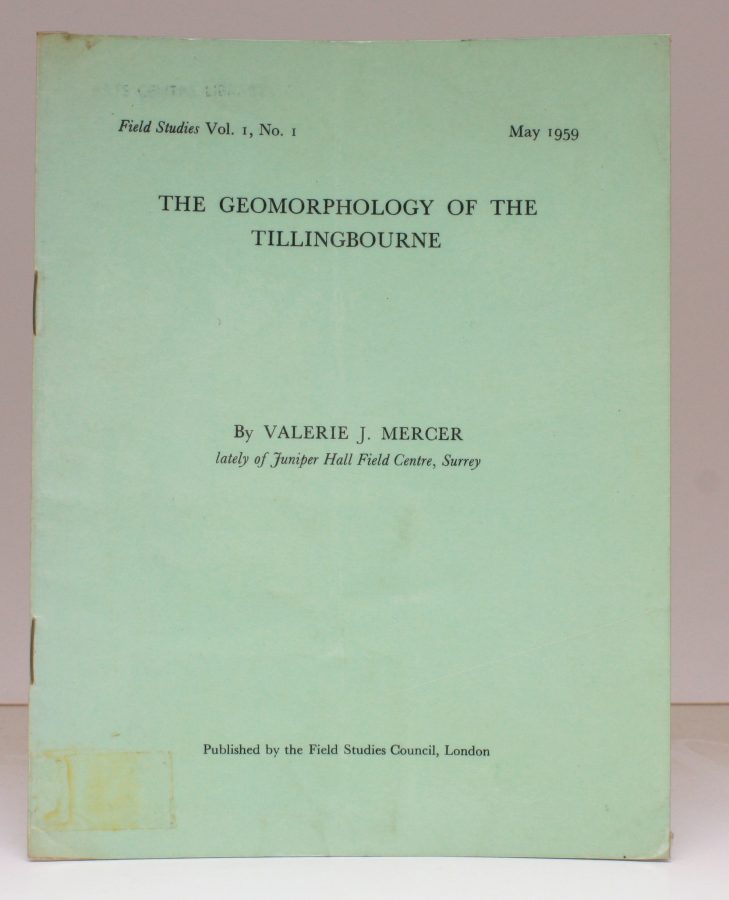 Field Studies Vol. 1, No. 1 May 1959
THE GEOMORPHOLOGY OF THE
TILLINGBOURNE
By VALERIE J. MERCER
lately of Juniper Hall Field Centre, Surrey
Published by the Field Studies Council, London